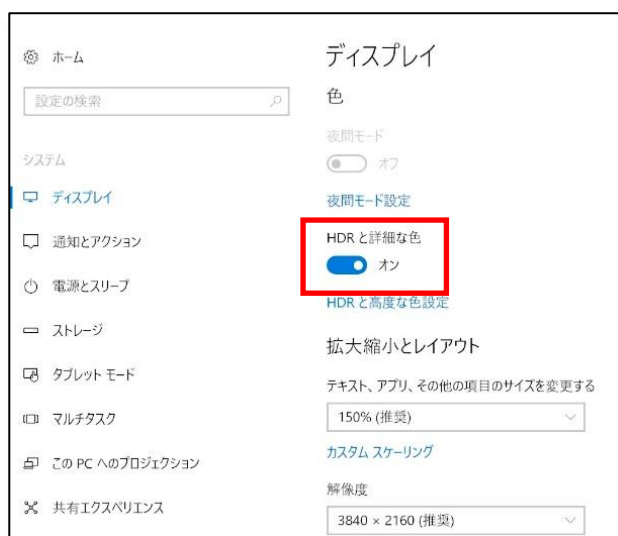 ホーム
設定の検索
システム
ディスプレイ
通知とアクション
電源とスリープ
ストレージ
タブレット モード
マルチタスク
この PC へのプロジェクション
共有エクスペリエンス
ディスプレイ
色
夜間モード
オフ
夜間モード設定
HDR と詳細な色
オン
HDR と高度な色設定
拡大縮小とレイアウト
テキスト、アプリ、その他の項目のサイズを変更する
150% (推奨)
カスタム スケーリング
解像度
3840 × 2160 (推奨)